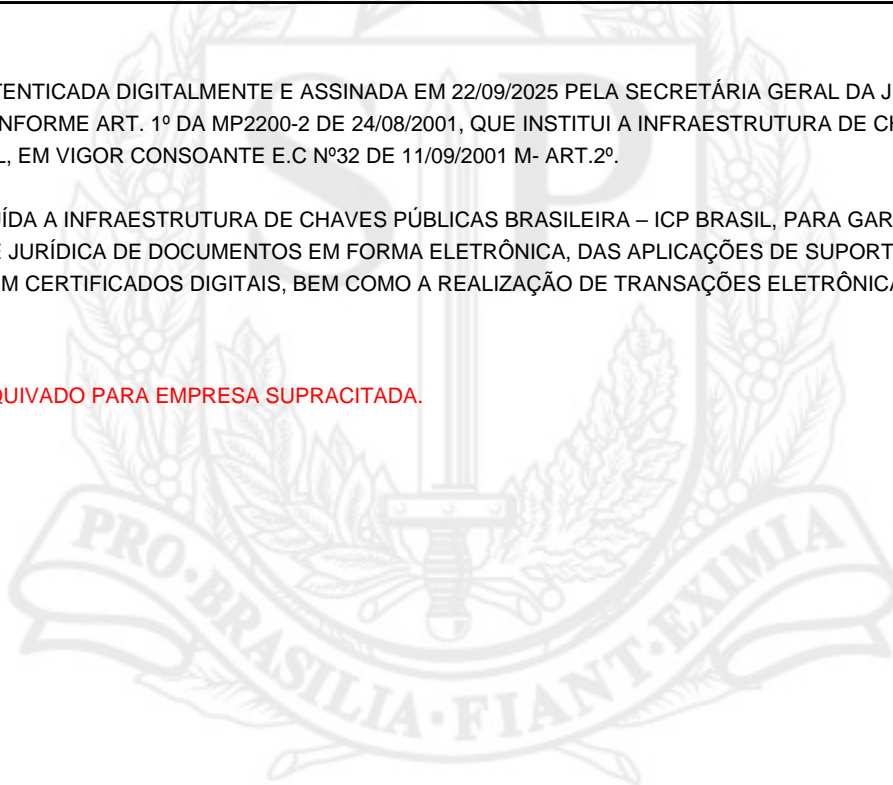 TENTICADA DIGITALMENTE E ASSINADA EM 22/09/2025 PELA SECRETÁRIA GERAL DA J
NFORME ART. 1º DA MP2200-2 DE 24/08/2001, QUE INSTITUI A INFRAESTRUTURA DE CH
L, EM VIGOR CONSOANTE E.C Nº32 DE 11/09/2001 M- ART.2º.
ÍDA A INFRAESTRUTURA DE CHAVES PÚBLICAS BRASILEIRA – ICP BRASIL, PARA GAR
E JURÍDICA DE DOCUMENTOS EM FORMA ELETRÔNICA, DAS APLICAÇÕES DE SUPORT
M CERTIFICADOS DIGITAIS, BEM COMO A REALIZAÇÃO DE TRANSAÇÕES ELETRÔNICA
QUIVADO PARA EMPRESA SUPRACITADA.
SP
PRO·BRASILIA·FIANT·EXIMIA